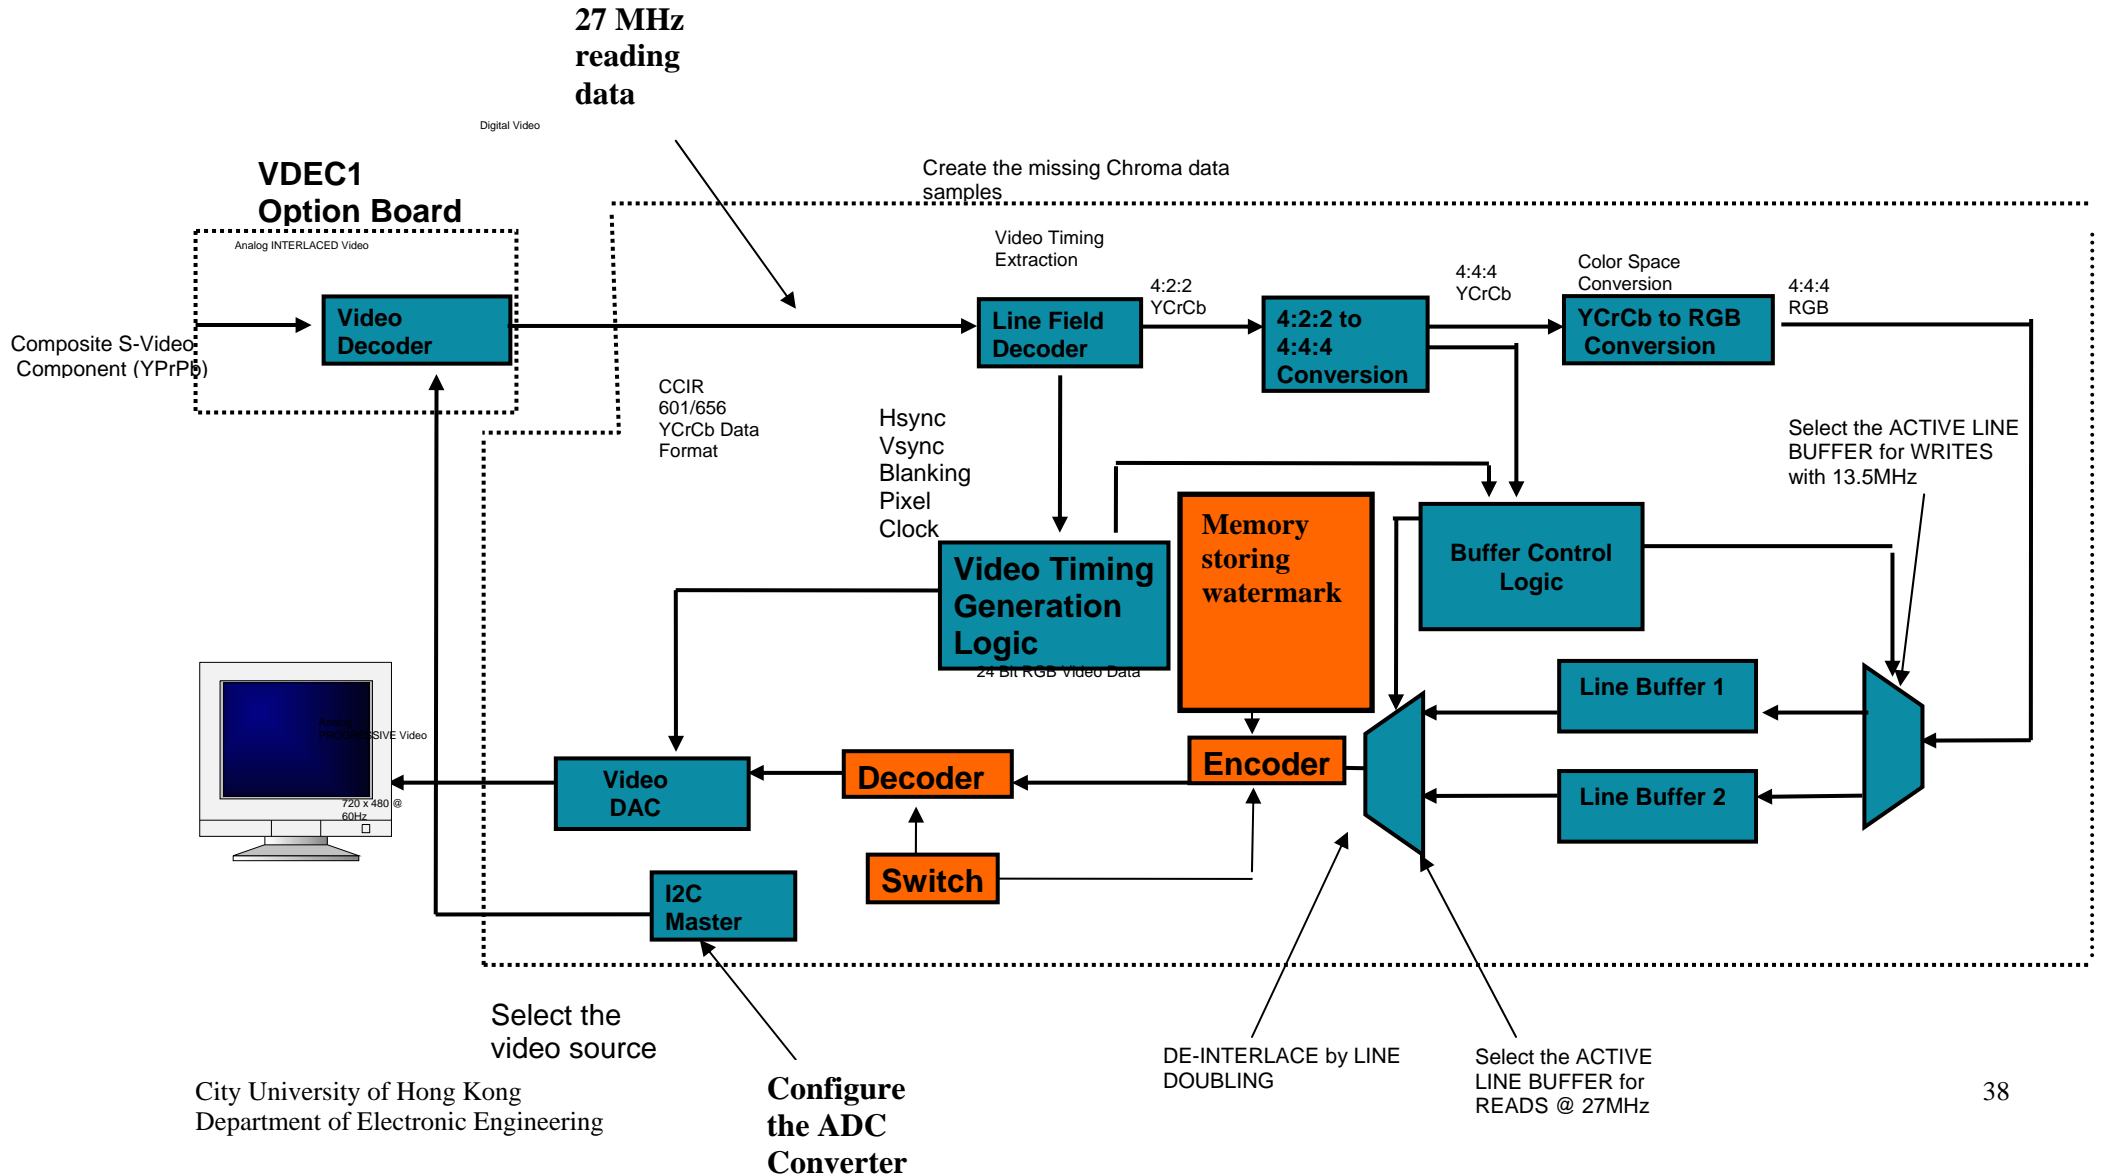 27 MHz
reading
data
Digital Video
VDEC1
Option Board
Create the missing Chroma data
samples
Analog INTERLACED Video
Video Timing
Extraction
4:2:2
YCrCb
4:4:4
YCrCb
Color Space
Conversion
4:4:4
RGB
Composite S-Video
Component (YPrPb)
Video
Decoder
Line Field
Decoder
4:2:2 to
4:4:4
Conversion
YCrCb to RGB
Conversion
CCIR
601/656
YCrCb Data
Format
Hsync
Vsync
Blanking
Pixel
Clock
Select the ACTIVE LINE
BUFFER for WRITES
with 13.5MHz
Video Timing
Generation
Logic
24 Bit RGB Video Data
Memory
storing
watermark
Buffer Control
Logic
Line Buffer 1
Line Buffer 2
Analog
PROGRESSIVE Video
720 x 480 @
60Hz
Video
DAC
Decoder
Encoder
Switch
I2C
Master
Select the
video source
Configure
the ADC
Converter
DE-INTERLACE by LINE
DOUBLING
Select the ACTIVE
LINE BUFFER for
READS @ 27MHz
City University of Hong Kong
Department of Electronic Engineering
38